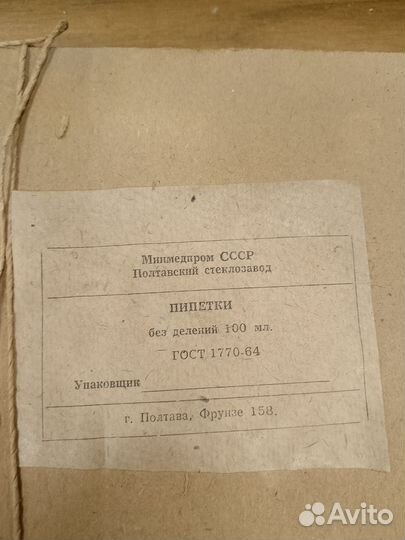 Минмедпром СССР
Полтавский стеклозавод
ПИПЕТКИ
без делений 100 мл.
ГОСТ 1770-64
Упаковщик
г. Полтава, Фрунзе 158.
Avito